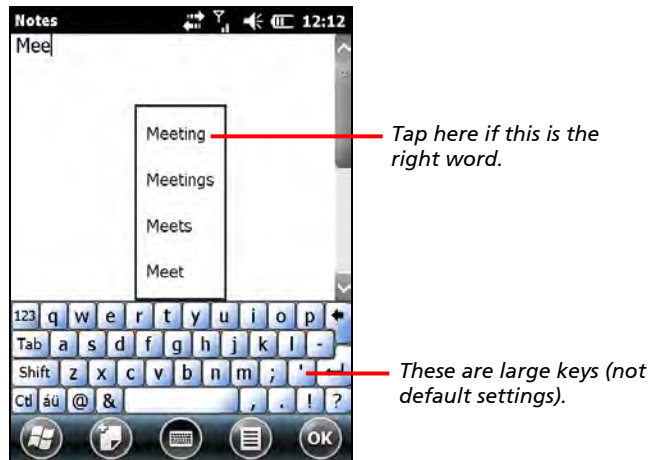 Notes 12:12
Mee
Meeting
Meetings
Meets
Meet
Tap here if this is the
right word.
123 q w e r t y u i o p
Tab a s d f g h j k l -
Shift z x c v b n m ; '
Ctl áü @ & , . ! ?
These are large keys (not
default settings).
OK